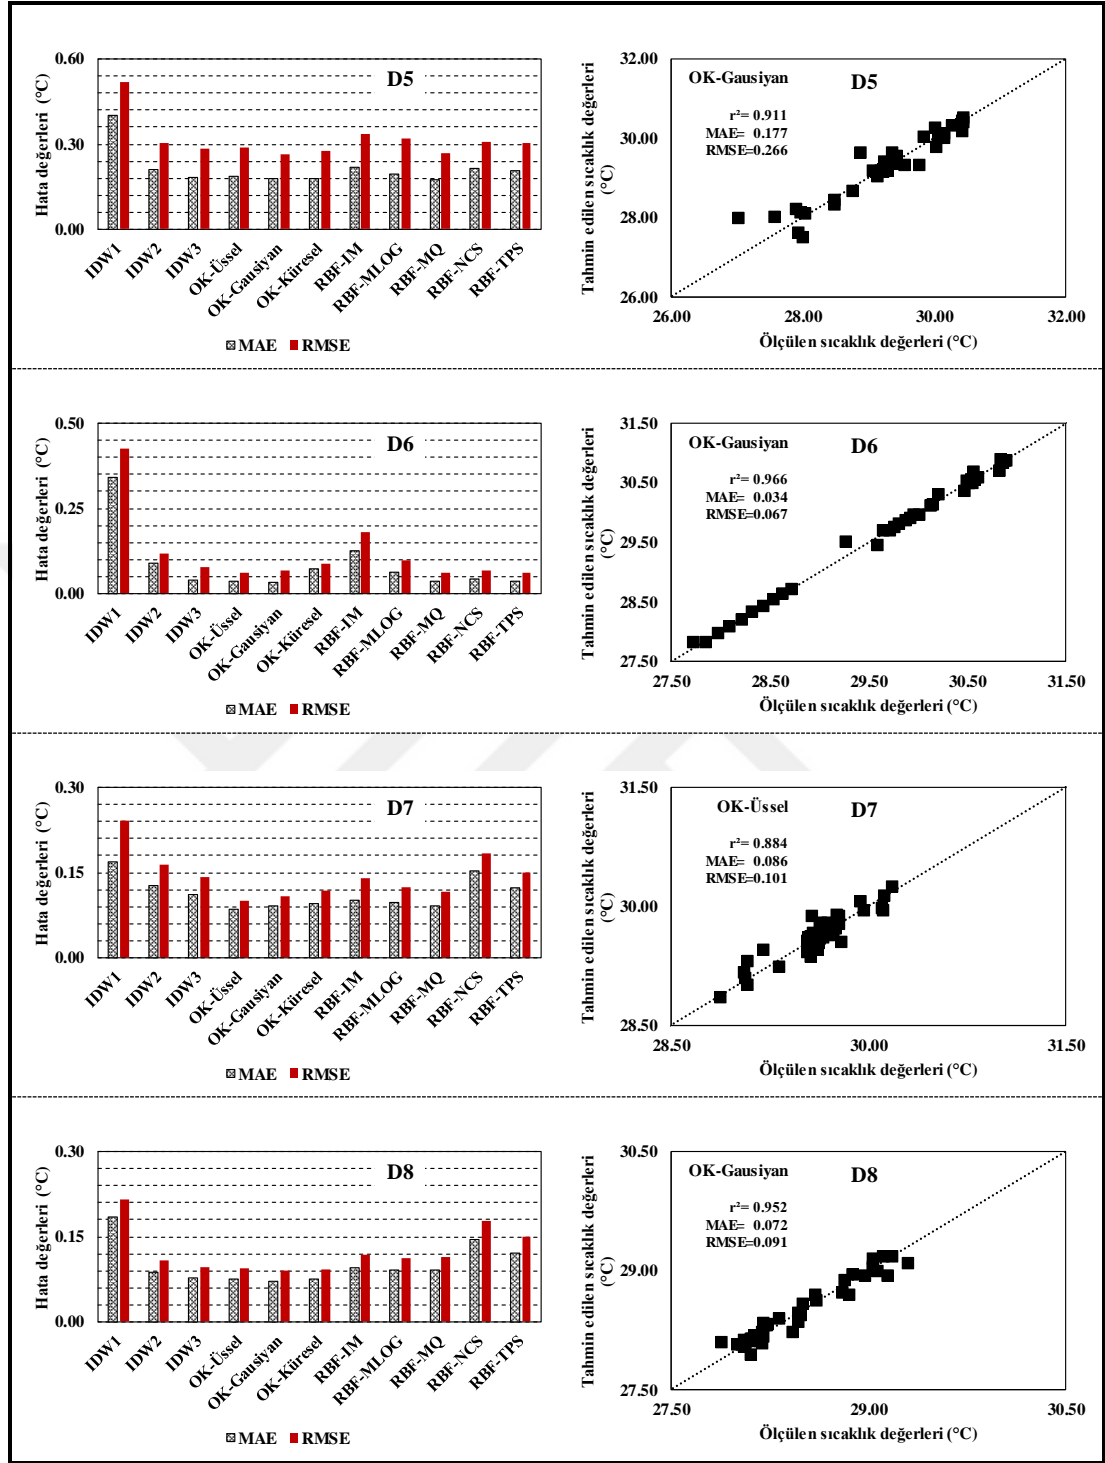 D5
Hata değerleri (°C)
0.60
0.30
0.00
IDW1
IDW2
IDW3
OK-Üssel
OK-Gausiyan
OK-Küresel
RBF-IM
RBF-MLOG
RBF-MQ
RBF-NCS
RBF-TPS
MAE RMSE
OK-Gausiyan D5
r²= 0.911
MAE= 0.177
RMSE=0.266
Tahmin edilen sıcaklık değerleri
(°C)
32.00
30.00
28.00
26.00
26.00 28.00 30.00 32.00
Ölçülen sıcaklık değerleri (°C)
D6
Hata değerleri (°C)
0.50
0.25
0.00
IDW1
IDW2
IDW3
OK-Üssel
OK-Gausiyan
OK-Küresel
RBF-IM
RBF-MLOG
RBF-MQ
RBF-NCS
RBF-TPS
MAE RMSE
OK-Gausiyan D6
r²= 0.966
MAE= 0.034
RMSE=0.067
Tahmin edilen sıcaklık değerleri
(°C)
31.50
30.50
29.50
28.50
27.50
27.50 28.50 29.50 30.50 31.50
Ölçülen sıcaklık değerleri (°C)
D7
Hata değerleri (°C)
0.30
0.15
0.00
IDW1
IDW2
IDW3
OK-Üssel
OK-Gausiyan
OK-Küresel
RBF-IM
RBF-MLOG
RBF-MQ
RBF-NCS
RBF-TPS
MAE RMSE
OK-Üssel D7
r²= 0.884
MAE= 0.086
RMSE=0.101
Tahmin edilen sıcaklık değerleri
(°C)
31.50
30.00
28.50
28.50 30.00 31.50
Ölçülen sıcaklık değerleri (°C)
D8
Hata değerleri (°C)
0.30
0.15
0.00
IDW1
IDW2
IDW3
OK-Üssel
OK-Gausiyan
OK-Küresel
RBF-IM
RBF-MLOG
RBF-MQ
RBF-NCS
RBF-TPS
MAE RMSE
OK-Gausiyan D8
r²= 0.952
MAE= 0.072
RMSE=0.091
Tahmin edilen sıcaklık değerleri
(°C)
30.50
29.00
27.50
27.50 29.00 30.50
Ölçülen sıcaklık değerleri (°C)